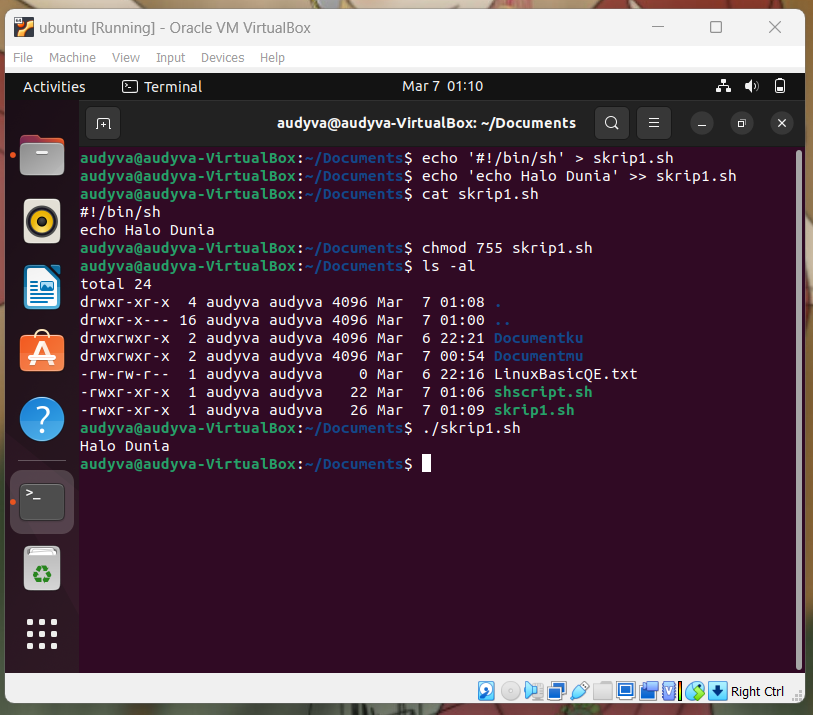 ubuntu [Running] - Oracle VM VirtualBox
File Machine View Input Devices Help
Activities Terminal Mar 7 01:10
audyva@audyva-VirtualBox: ~/Documents
audyva@audyva-VirtualBox:~/Documents$ echo '#!/bin/sh' > skrip1.sh
audyva@audyva-VirtualBox:~/Documents$ echo 'echo Halo Dunia' >> skrip1.sh
audyva@audyva-VirtualBox:~/Documents$ cat skrip1.sh
#!/bin/sh
echo Halo Dunia
audyva@audyva-VirtualBox:~/Documents$ chmod 755 skrip1.sh
audyva@audyva-VirtualBox:~/Documents$ ls -al
total 24
drwxr-xr-x  4 audyva audyva 4096 Mar  7 01:08 .
drwxr-x--- 16 audyva audyva 4096 Mar  7 01:00 ..
drwxrwxr-x  2 audyva audyva 4096 Mar  6 22:21 Documentku
drwxrwxr-x  2 audyva audyva 4096 Mar  7 00:54 Documentmu
-rw-rw-r--  1 audyva audyva    0 Mar  6 22:16 LinuxBasicQE.txt
-rwxr-xr-x  1 audyva audyva   22 Mar  7 01:06 shscript.sh
-rwxr-xr-x  1 audyva audyva   26 Mar  7 01:09 skrip1.sh
audyva@audyva-VirtualBox:~/Documents$ ./skrip1.sh
Halo Dunia
audyva@audyva-VirtualBox:~/Documents$
Right Ctrl